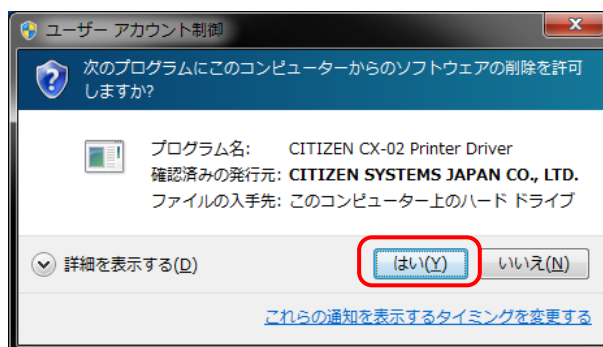 ユーザー アカウント制御
次のプログラムにこのコンピューターからのソフトウェアの削除を許可
しますか?
プログラム名: CITIZEN CX-02 Printer Driver
確認済みの発行元: CITIZEN SYSTEMS JAPAN CO., LTD.
ファイルの入手先: このコンピューター上のハード ドライブ
詳細を表示する(D) はい(Y) いいえ(N)
これらの通知を表示するタイミングを変更する